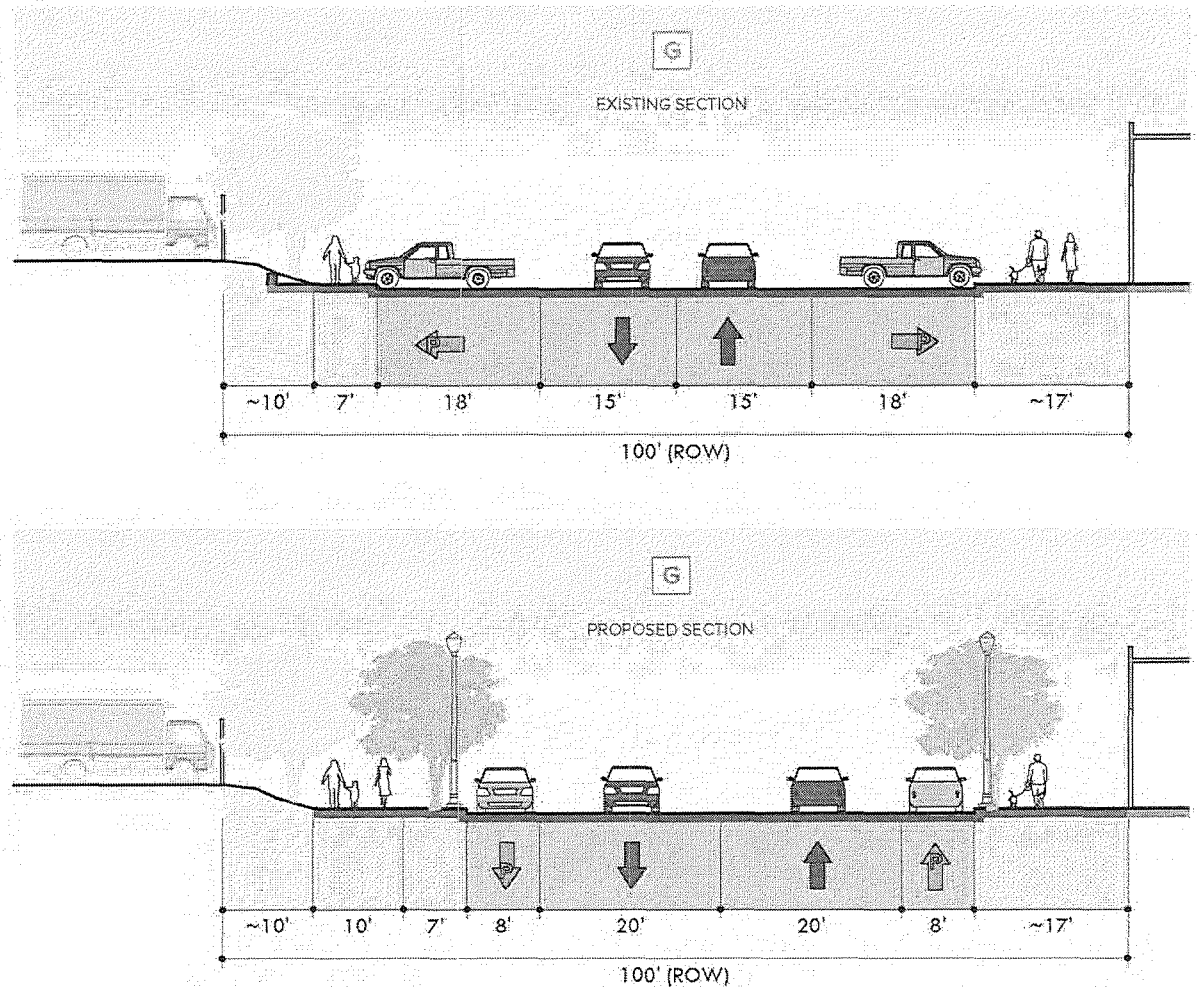 G
EXISTING SECTION
P P
~10' 7' 18' 15' 15' 18' ~17'
100' (ROW)
G
PROPOSED SECTION
P P
~10' 10' 7' 8' 20' 20' 8' ~17'
100' (ROW)